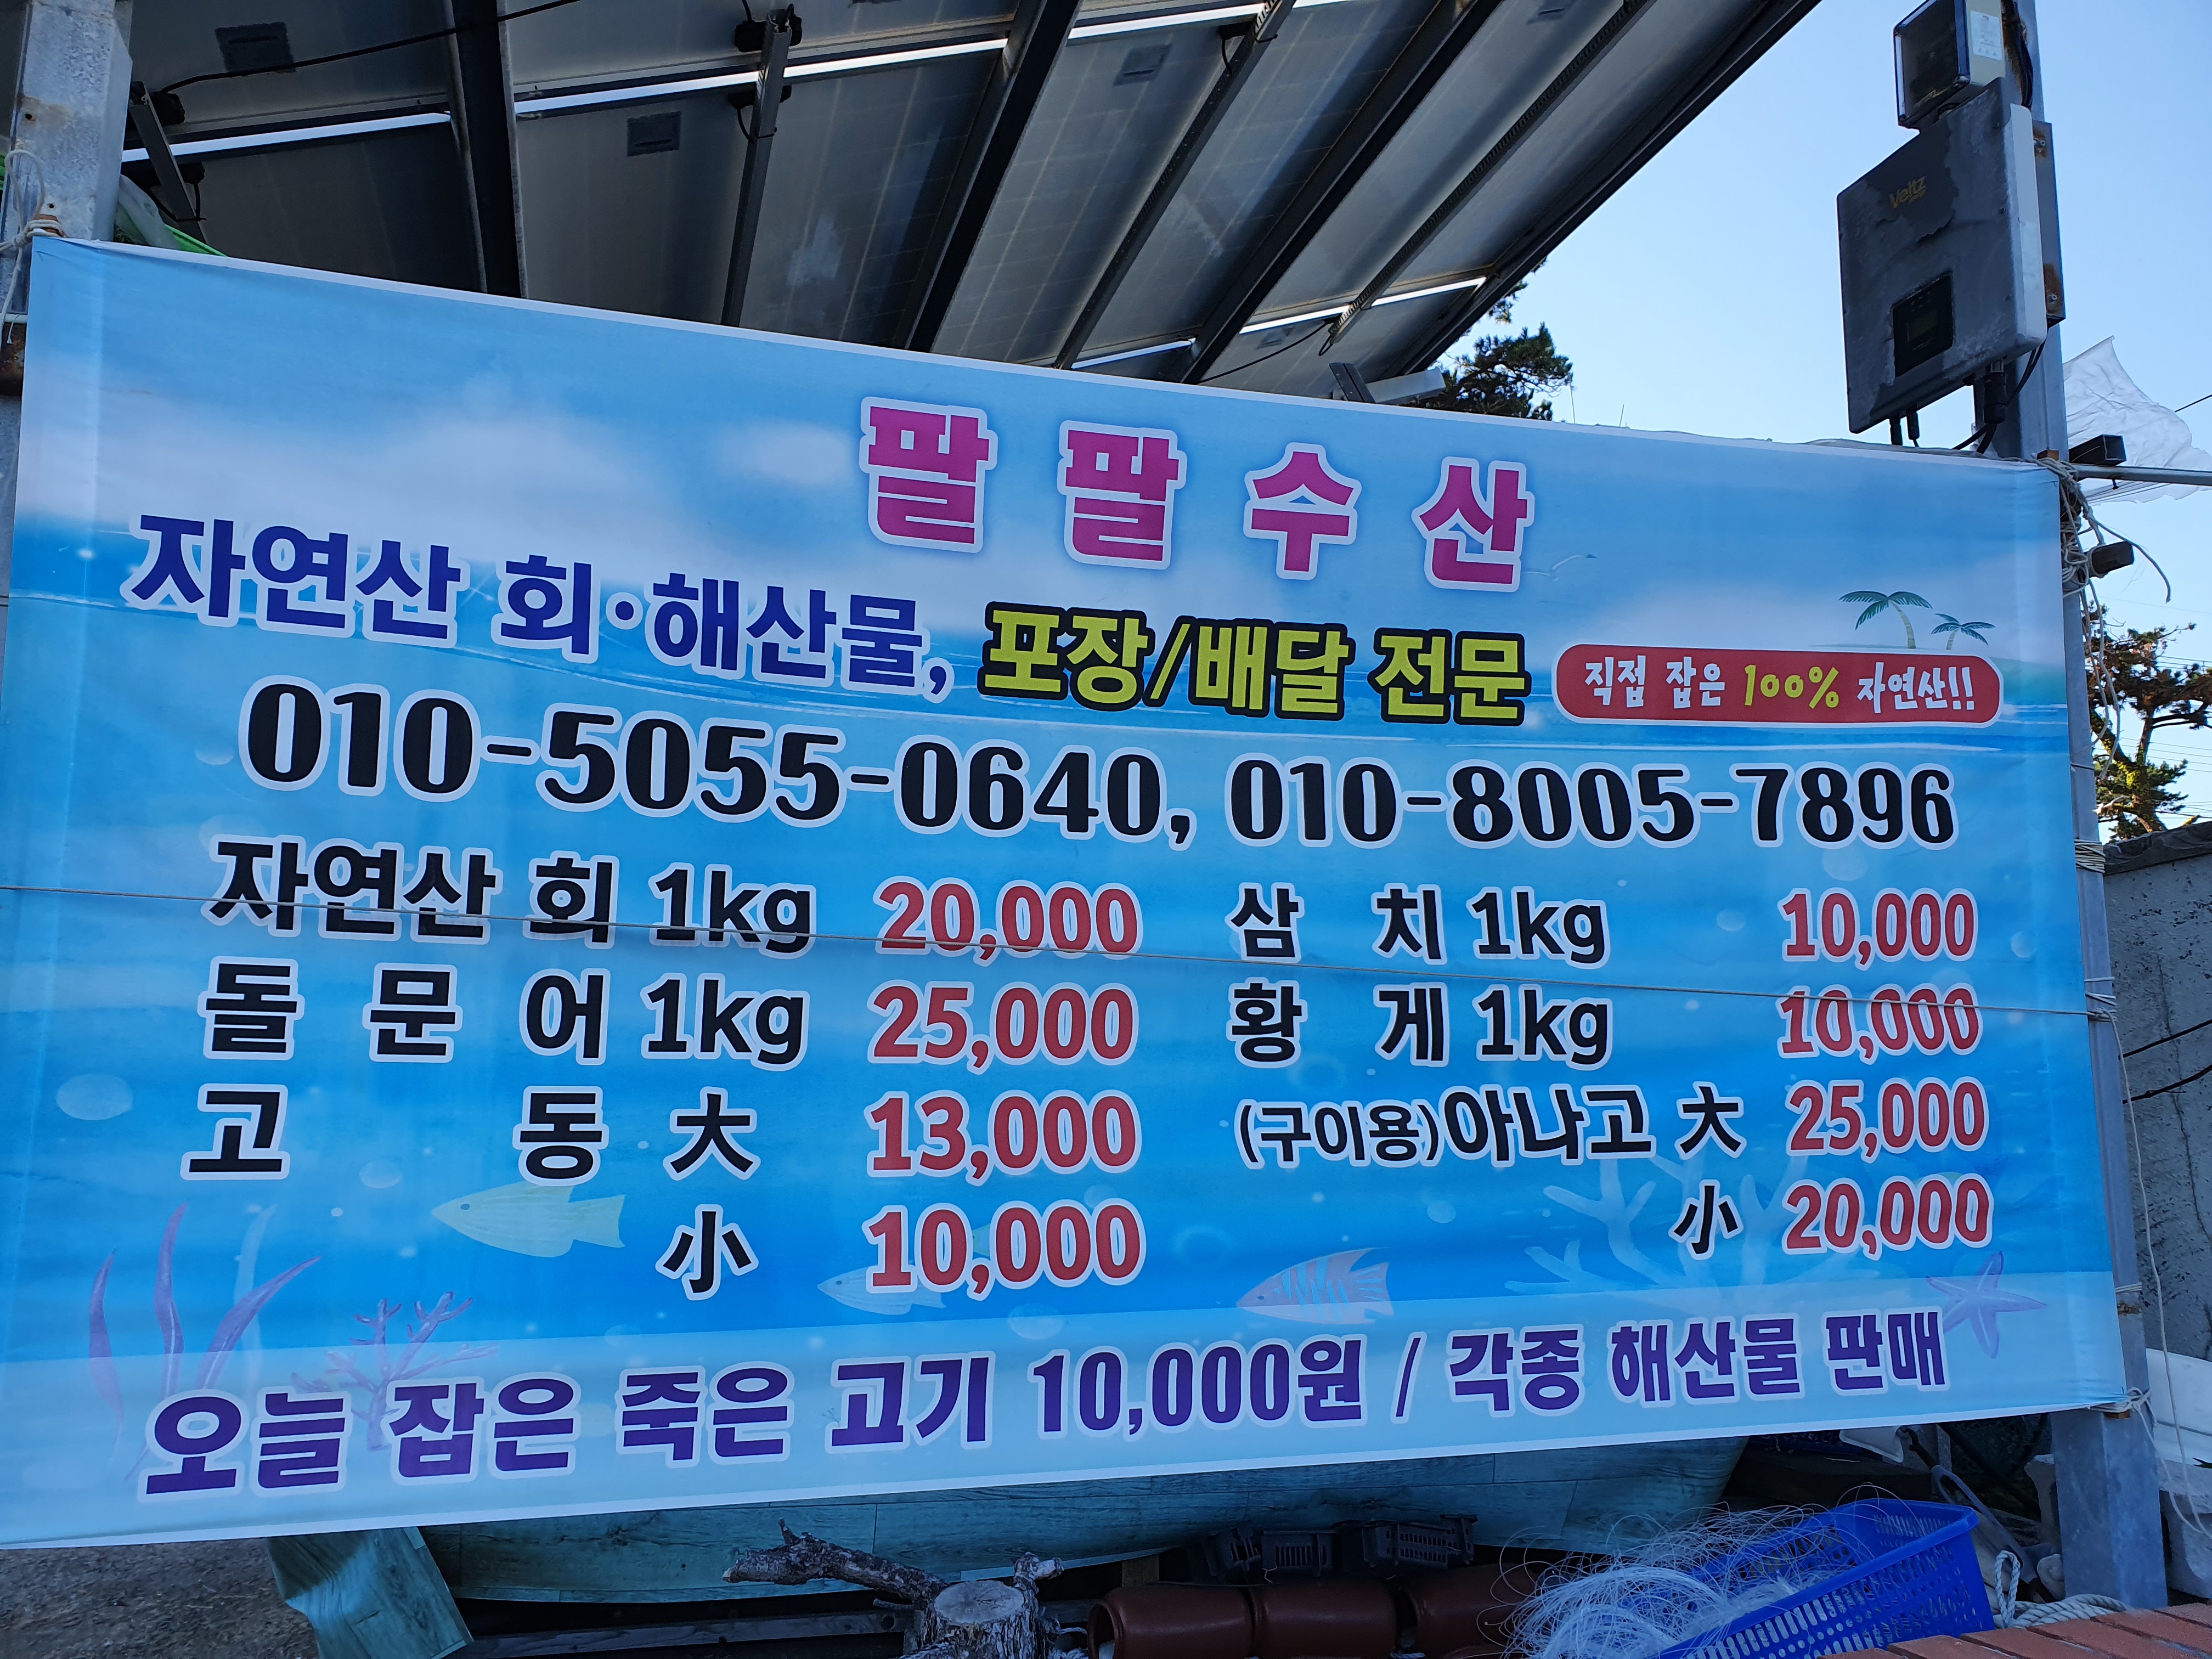 Veltz
팔팔수산
자연산 회·해산물, 포장/배달 전문 직접 잡은 100% 자연산!!
010-5055-0640, 010-8005-7896
자연산 회 1kg 20,000 삼 치 1kg 10,000
돌 문 어 1kg 25,000 황 게 1kg 10,000
고 동 大 13,000 (구이용)아나고 大 25,000
小 10,000 小 20,000
오늘 잡은 죽은 고기 10,000원 / 각종 해산물 판매